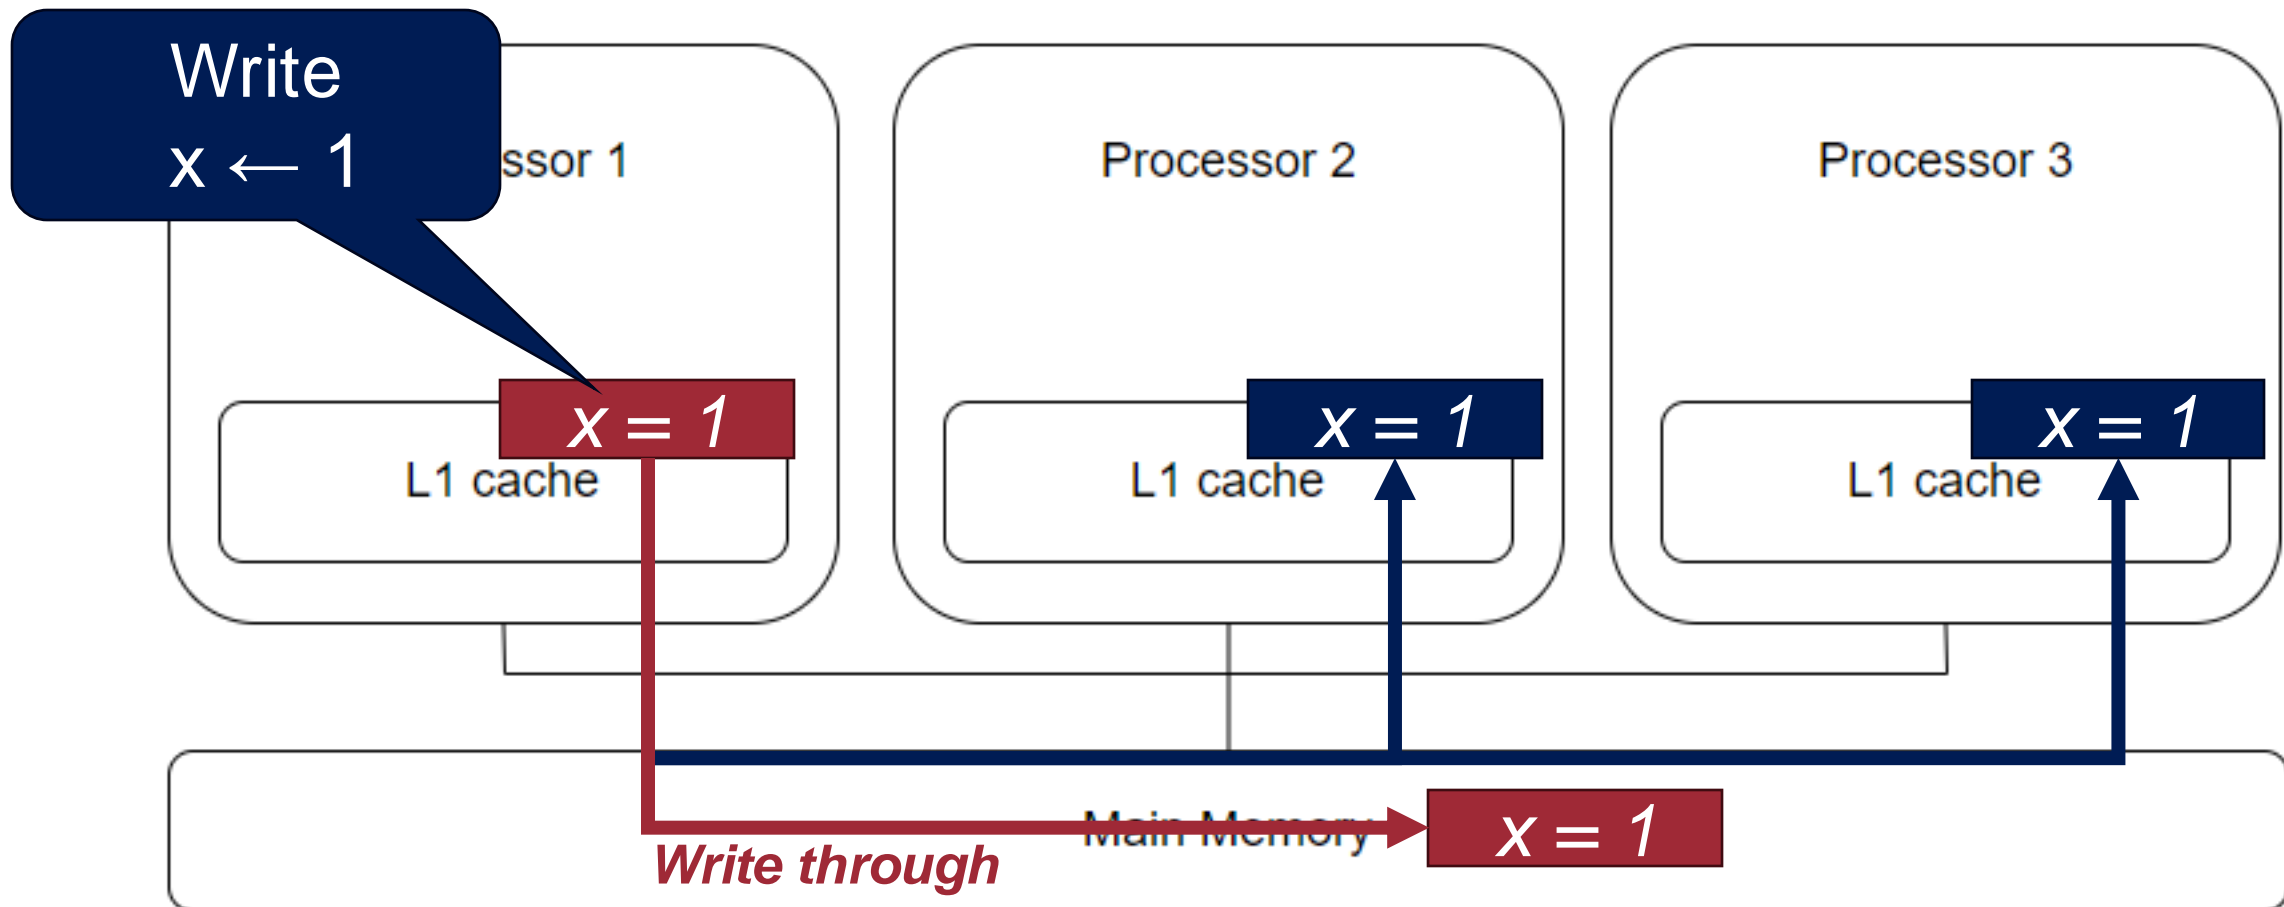 Write
x ← 1
ssor 1
Processor 2
Processor 3
x = 1
x = 1
x = 1
L1 cache
L1 cache
L1 cache
Main Memory
x = 1
Write through